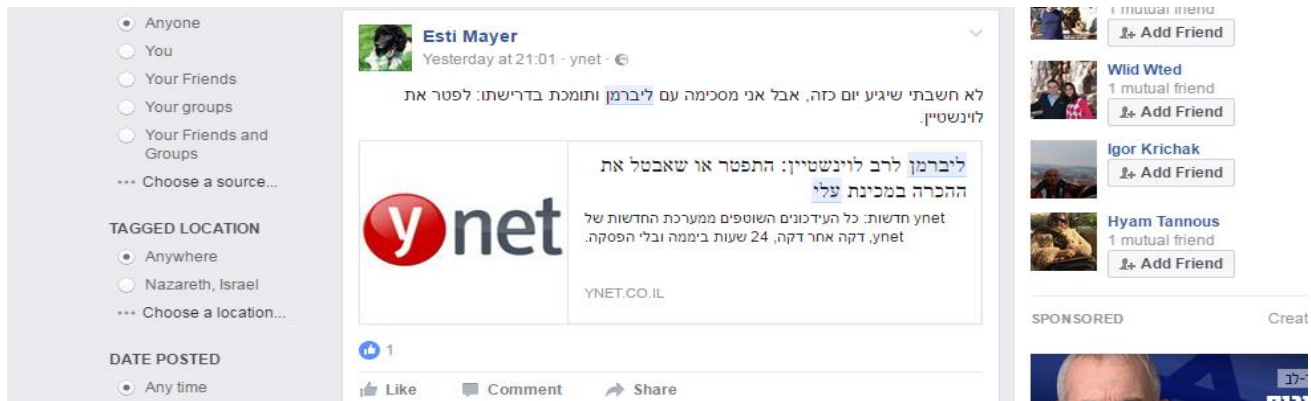 Anyone
You
Your Friends
Your groups
Your Friends and
Groups
Choose a source...
TAGGED LOCATION
Anywhere
Nazareth, Israel
Choose a location...
DATE POSTED
Any time
Esti Mayer
Yesterday at 21:01 · ynet ·
לא חשבתי שיגיע יום כזה, אבל אני מסכימה עם ליברמן ותומכת בדרישתו: לפטר את
לוינשטיין.
ynet
ליברמן לרב לוינשטיין: התפטר או שאבטל את
ההכרה במכינת עלי
ynet חדשות: כל העידכונים השוטפים ממערכת החדשות של
ynet, דקה אחר דקה, 24 שעות ביממה ובלי הפסקה.
YNET.CO.IL
1
Like Comment Share
1 mutual friend
Add Friend
Wlid Wted
1 mutual friend
Add Friend
Igor Krichak
Add Friend
Hyam Tannous
1 mutual friend
Add Friend
SPONSORED Creat